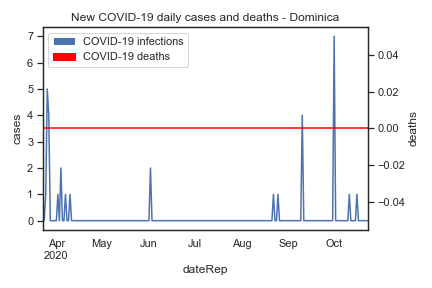 New COVID-19 daily cases and deaths - Dominica
COVID-19 infections
COVID-19 deaths
7
6
5
4
3
2
1
0
cases
0.04
0.02
0.00
−0.02
−0.04
deaths
Apr May Jun Jul Aug Sep Oct
2020
dateRep